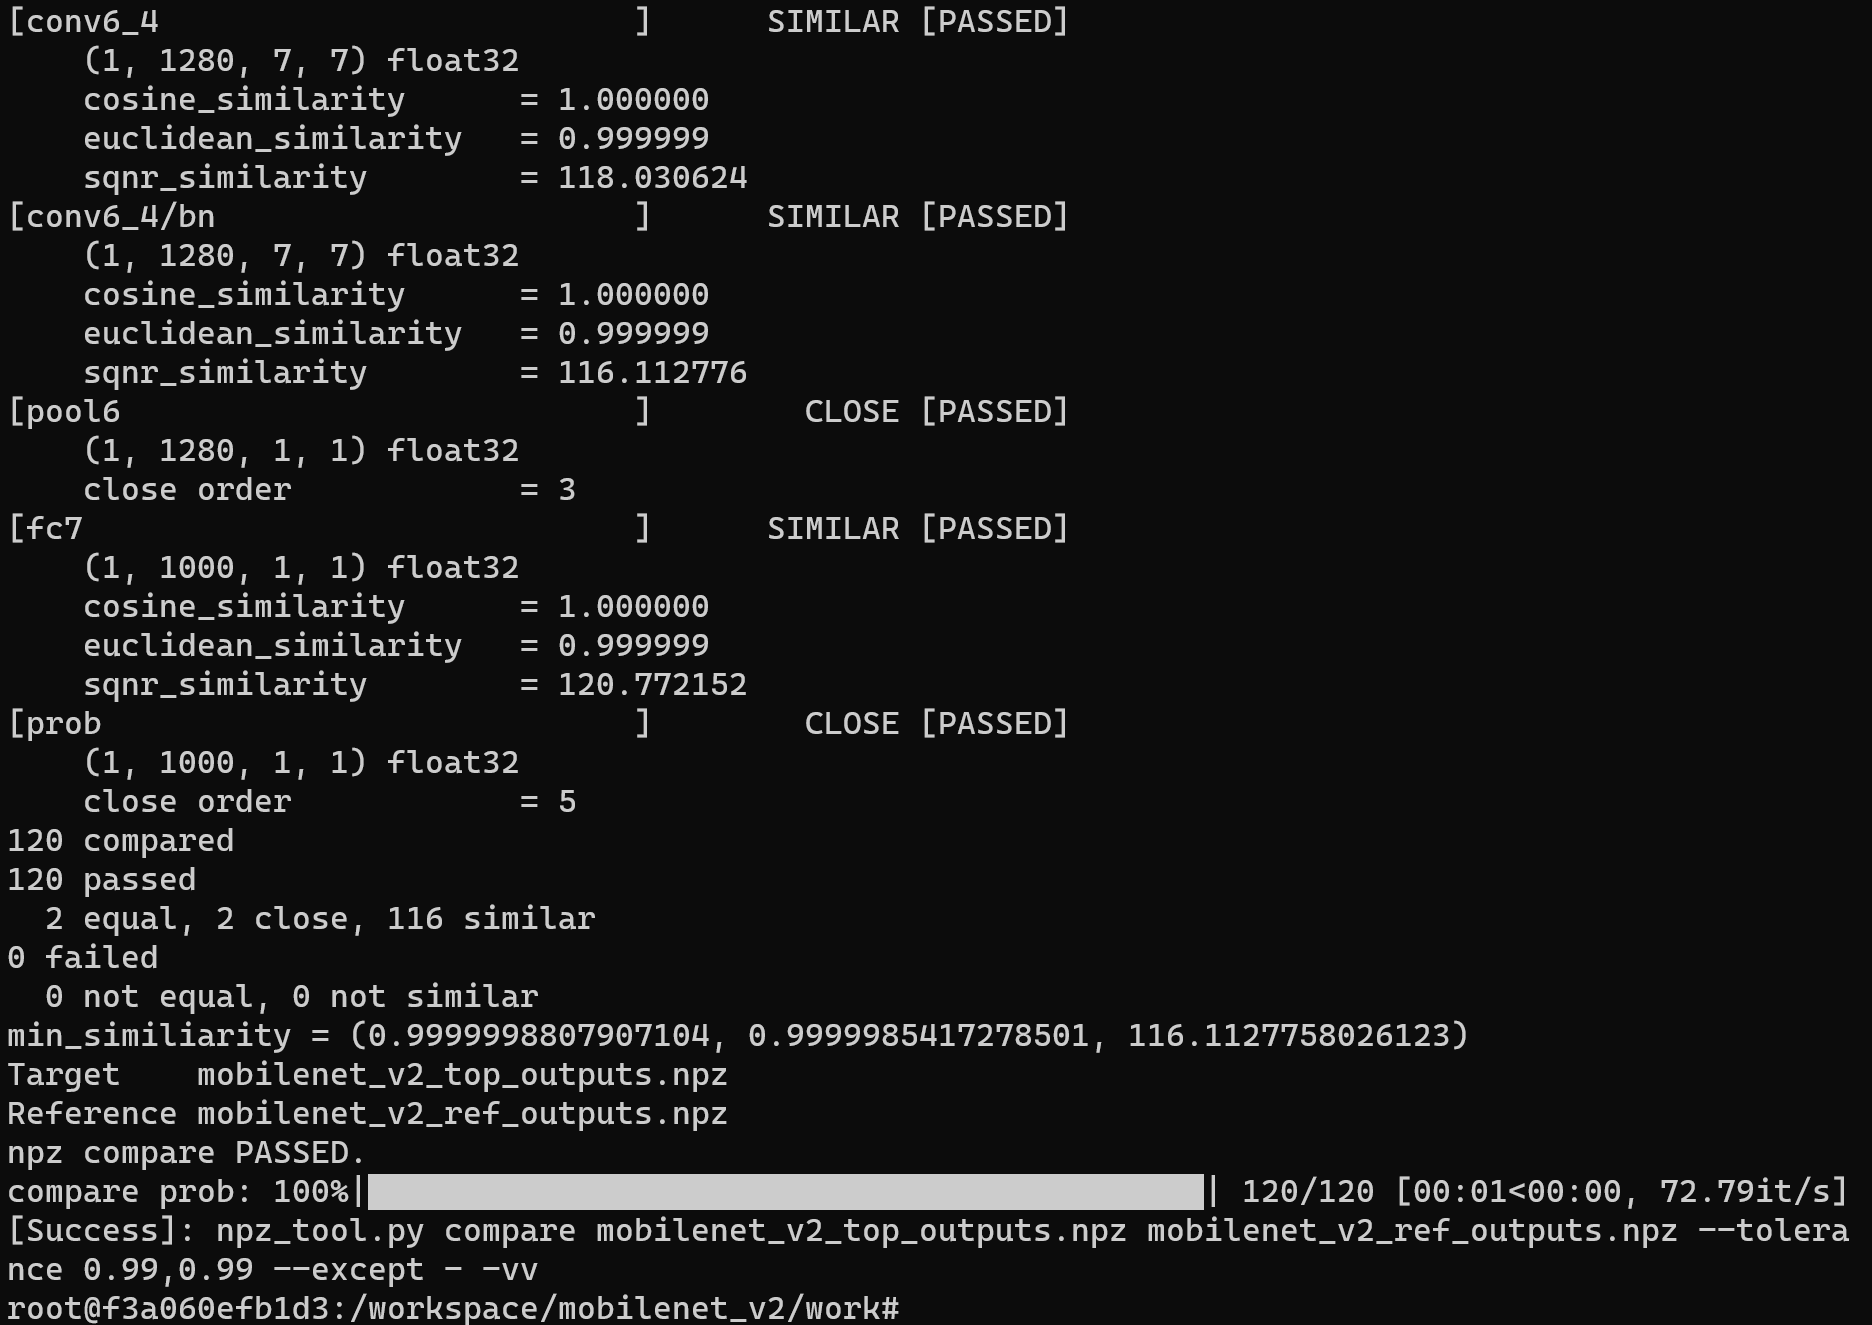 [conv6_4                         ]      SIMILAR [PASSED]
    (1, 1280, 7, 7) float32
    cosine_similarity      = 1.000000
    euclidean_similarity   = 0.999999
    sqnr_similarity        = 118.030624
[conv6_4/bn                      ]      SIMILAR [PASSED]
    (1, 1280, 7, 7) float32
    cosine_similarity      = 1.000000
    euclidean_similarity   = 0.999999
    sqnr_similarity        = 116.112776
[pool6                           ]        CLOSE [PASSED]
    (1, 1280, 1, 1) float32
    close order            = 3
[fc7                             ]      SIMILAR [PASSED]
    (1, 1000, 1, 1) float32
    cosine_similarity      = 1.000000
    euclidean_similarity   = 0.999999
    sqnr_similarity        = 120.772152
[prob                            ]        CLOSE [PASSED]
    (1, 1000, 1, 1) float32
    close order            = 5
120 compared
120 passed
  2 equal, 2 close, 116 similar
0 failed
  0 not equal, 0 not similar
min_similiarity = (0.9999998807907104, 0.9999985417278501, 116.1127758026123)
Target    mobilenet_v2_top_outputs.npz
Reference mobilenet_v2_ref_outputs.npz
npz compare PASSED.
compare prob: 100%|| 120/120 [00:01<00:00, 72.79it/s]
[Success]: npz_tool.py compare mobilenet_v2_top_outputs.npz mobilenet_v2_ref_outputs.npz --tolera
nce 0.99,0.99 --except - -vv
root@f3a060efb1d3:/workspace/mobilenet_v2/work#